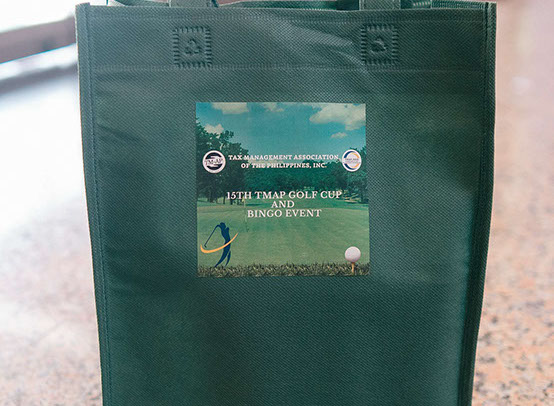 TAX MANAGEMENT ASSOCIATION
OF THE PHILIPPINES, INC.
15TH TMAP GOLF CUP
AND
BINGO EVENT